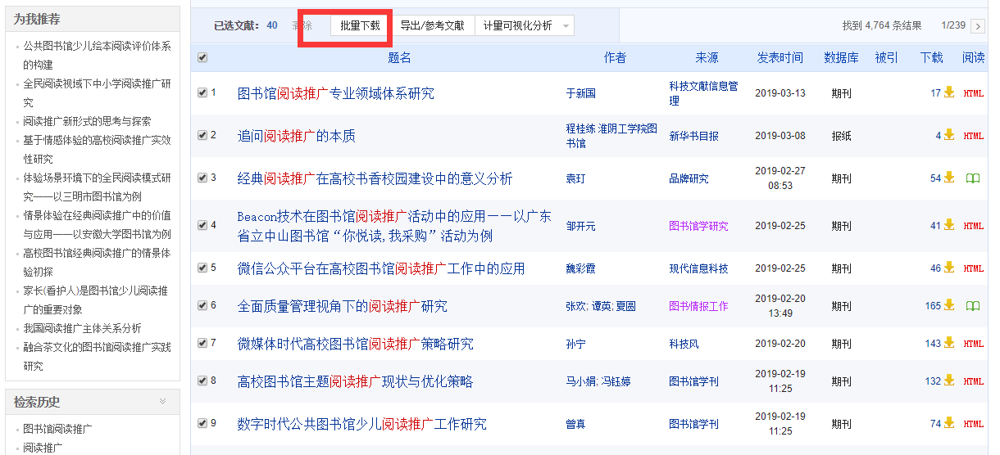 为我推荐
公共图书馆少儿绘本阅读评价体系
的构建
全民阅读视域下中小学阅读推广研
究
阅读推广新形式的思考与探索
基于情感体验的高校阅读推广实效
性研究
体验场景环境下的全民阅读模式研
究——以三明市图书馆为例
情景体验在经典阅读推广中的价值
与应用——以安徽大学图书馆为例
高校图书馆经典阅读推广的情景体
验初探
家长(看护人)是图书馆少儿阅读推
广的重要对象
我国阅读推广主体关系分析
融合茶文化的图书馆阅读推广实践
研究
检索历史
图书馆阅读推广
阅读推广
已选文献: 40 清除 批量下载 导出/参考文献 计量可视化分析 找到 4,764 条结果 1/239
题名 作者 来源 发表时间 数据库 被引 下载 阅读
1 图书馆阅读推广专业领域体系研究 于新国 科技文献信息管
理 2019-03-13 期刊 17 HTML
2 追问阅读推广的本质 程桂练 淮阴工学院图
书馆 新华书目报 2019-03-08 报纸 4 HTML
3 经典阅读推广在高校书香校园建设中的意义分析 袁玎 品牌研究 2019-02-27
08:53 期刊 54
4 Beacon技术在图书馆阅读推广活动中的应用——以广东
省立中山图书馆“你悦读,我采购”活动为例 邹开元 图书馆学研究 2019-02-25 期刊 41 HTML
5 微信公众平台在高校图书馆阅读推广工作中的应用 魏彩霞 现代信息科技 2019-02-25 期刊 46 HTML
6 全面质量管理视角下的阅读推广研究 张欢; 谭英; 夏圆 图书情报工作 2019-02-20
13:49 期刊 165
7 微媒体时代高校图书馆阅读推广策略研究 孙宁 科技风 2019-02-20 期刊 143 HTML
8 高校图书馆主题阅读推广现状与优化策略 马小娟; 冯钰婷 图书馆学刊 2019-02-19
11:25 期刊 132 HTML
9 数字时代公共图书馆少儿阅读推广工作研究 曾真 图书馆学刊 2019-02-19
11:25 期刊 74 HTML